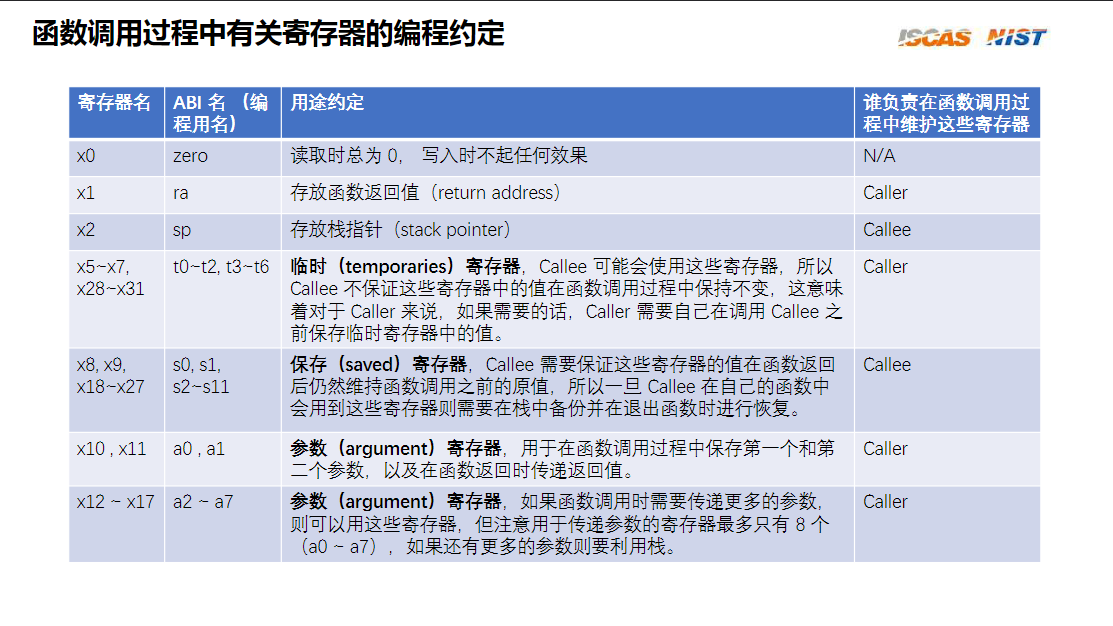 函数调用过程中有关寄存器的编程约定
ISCAS NIST
寄存器名
ABI 名 （编
程用名）
用途约定
谁负责在函数调用过
程中维护这些寄存器
x0
zero
读取时总为 0， 写入时不起任何效果
N/A
x1
ra
存放函数返回值（return address）
Caller
x2
sp
存放栈指针（stack pointer）
Callee
x5~x7,
x28~x31
t0~t2, t3~t6
临时（temporaries）寄存器，Callee 可能会使用这些寄存器，所以
Callee 不保证这些寄存器中的值在函数调用过程中保持不变，这意味
着对于 Caller 来说，如果需要的话，Caller 需要自己在调用 Callee 之
前保存临时寄存器中的值。
Caller
x8, x9,
x18~x27
s0, s1,
s2~s11
保存（saved）寄存器，Callee 需要保证这些寄存器的值在函数返回
后仍然维持函数调用之前的原值，所以一旦 Callee 在自己的函数中
会用到这些寄存器则需要在栈中备份并在退出函数时进行恢复。
Callee
x10 , x11
a0 , a1
参数（argument）寄存器，用于在函数调用过程中保存第一个和第
二个参数，以及在函数返回时传递返回值。
Caller
x12 ~ x17
a2 ~ a7
参数（argument）寄存器，如果函数调用时需要传递更多的参数，
则可以用这些寄存器，但注意用于传递参数的寄存器最多只有 8 个
（a0 ~ a7），如果还有更多的参数则要利用栈。
Caller